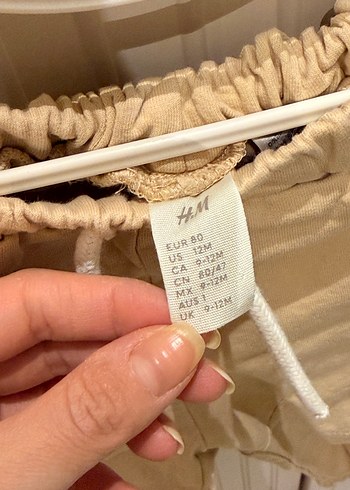 H&M
EUR 80
US 12M
CA 9-12M
CN 80/47
MX 9-12M
AUS 1
UK 9-12M